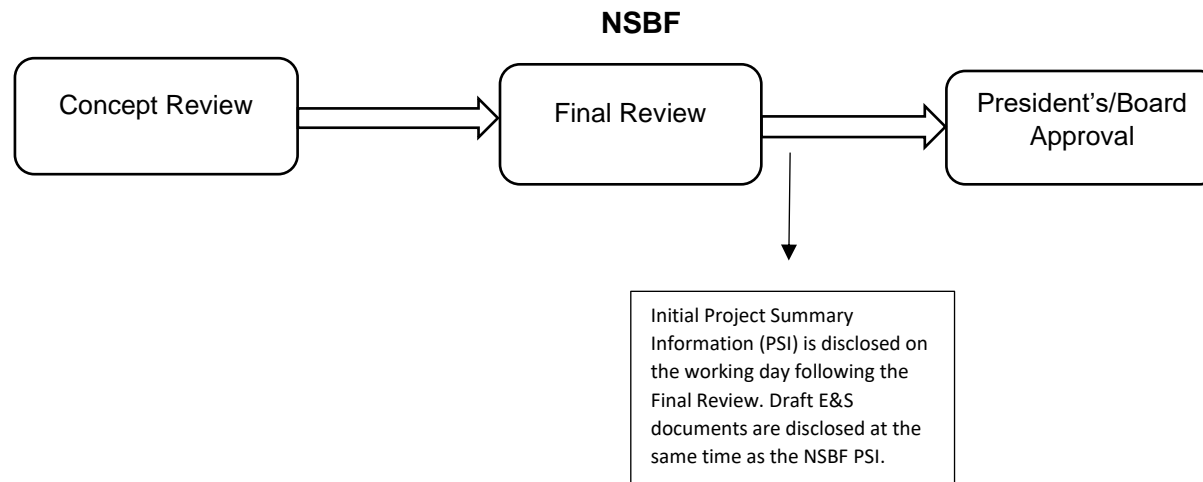 NSBF
Concept Review
Final Review
President’s/Board
Approval
Initial Project Summary
Information (PSI) is disclosed on
the working day following the
Final Review. Draft E&S
documents are disclosed at the
same time as the NSBF PSI.